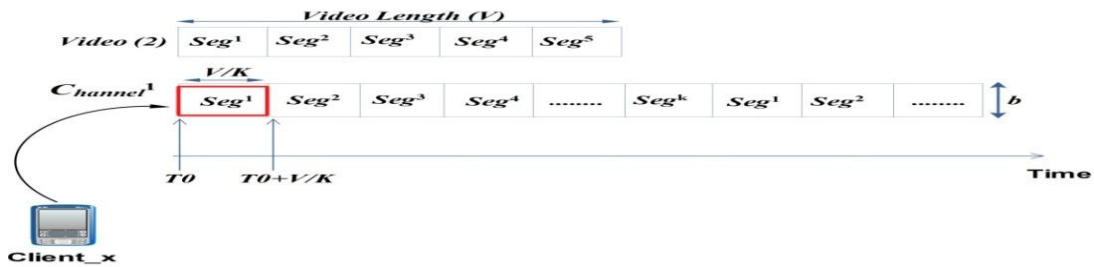 Video Length (V)
Video (2) Seg¹ Seg² Seg³ Seg⁴ Seg⁵
V/K
Channel¹ Seg¹ Seg² Seg³ Seg⁴ ........ Segᵏ Seg¹ Seg² ........ b
T0 T0+V/K
Time
Client_x